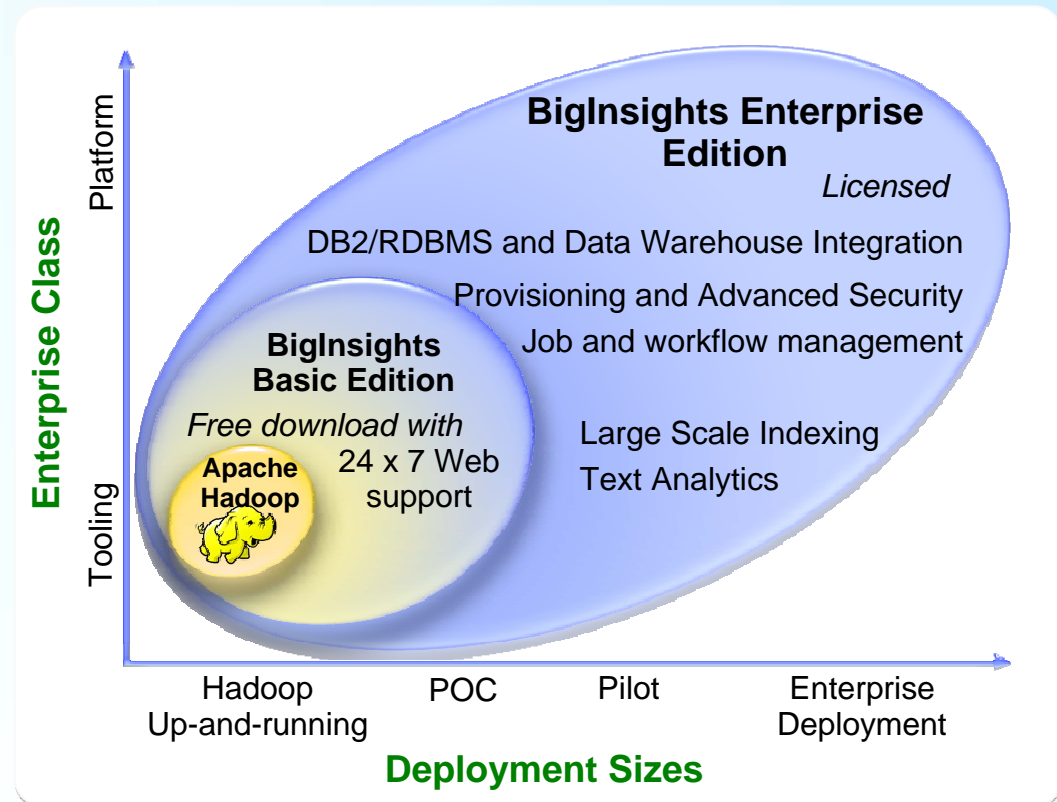 BigInsights Enterprise
Edition
Licensed
DB2/RDBMS and Data Warehouse Integration
Provisioning and Advanced Security
Job and workflow management
Large Scale Indexing
Text Analytics
BigInsights
Basic Edition
Free download with
24 x 7 Web
support
Apache
Hadoop
Enterprise Class
Platform
Tooling
Hadoop
Up-and-running
POC
Pilot
Enterprise
Deployment
Deployment Sizes